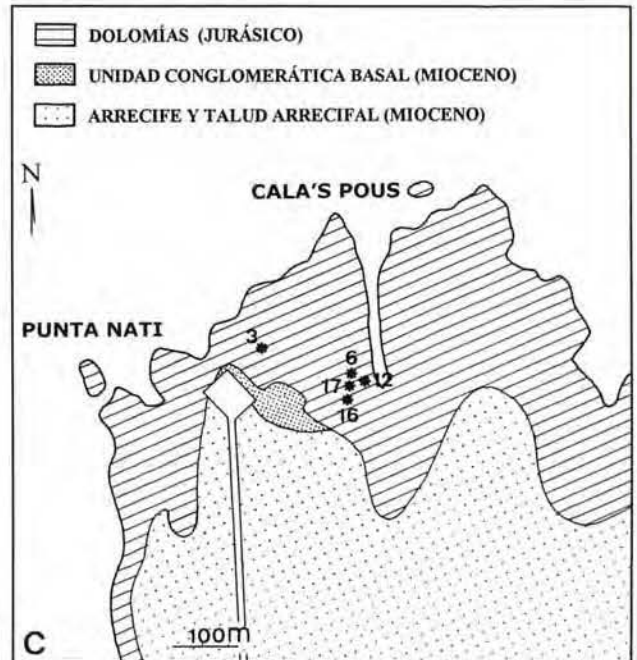 DOLOMÍAS (JURÁSICO)
UNIDAD CONGLOMERÁTICA BASAL (MIOCENO)
ARRECIFE Y TALUD ARRECIFAL (MIOCENO)
N
CALA'S POUS
PUNTA NATI
3
6
17 12
16
C
100m